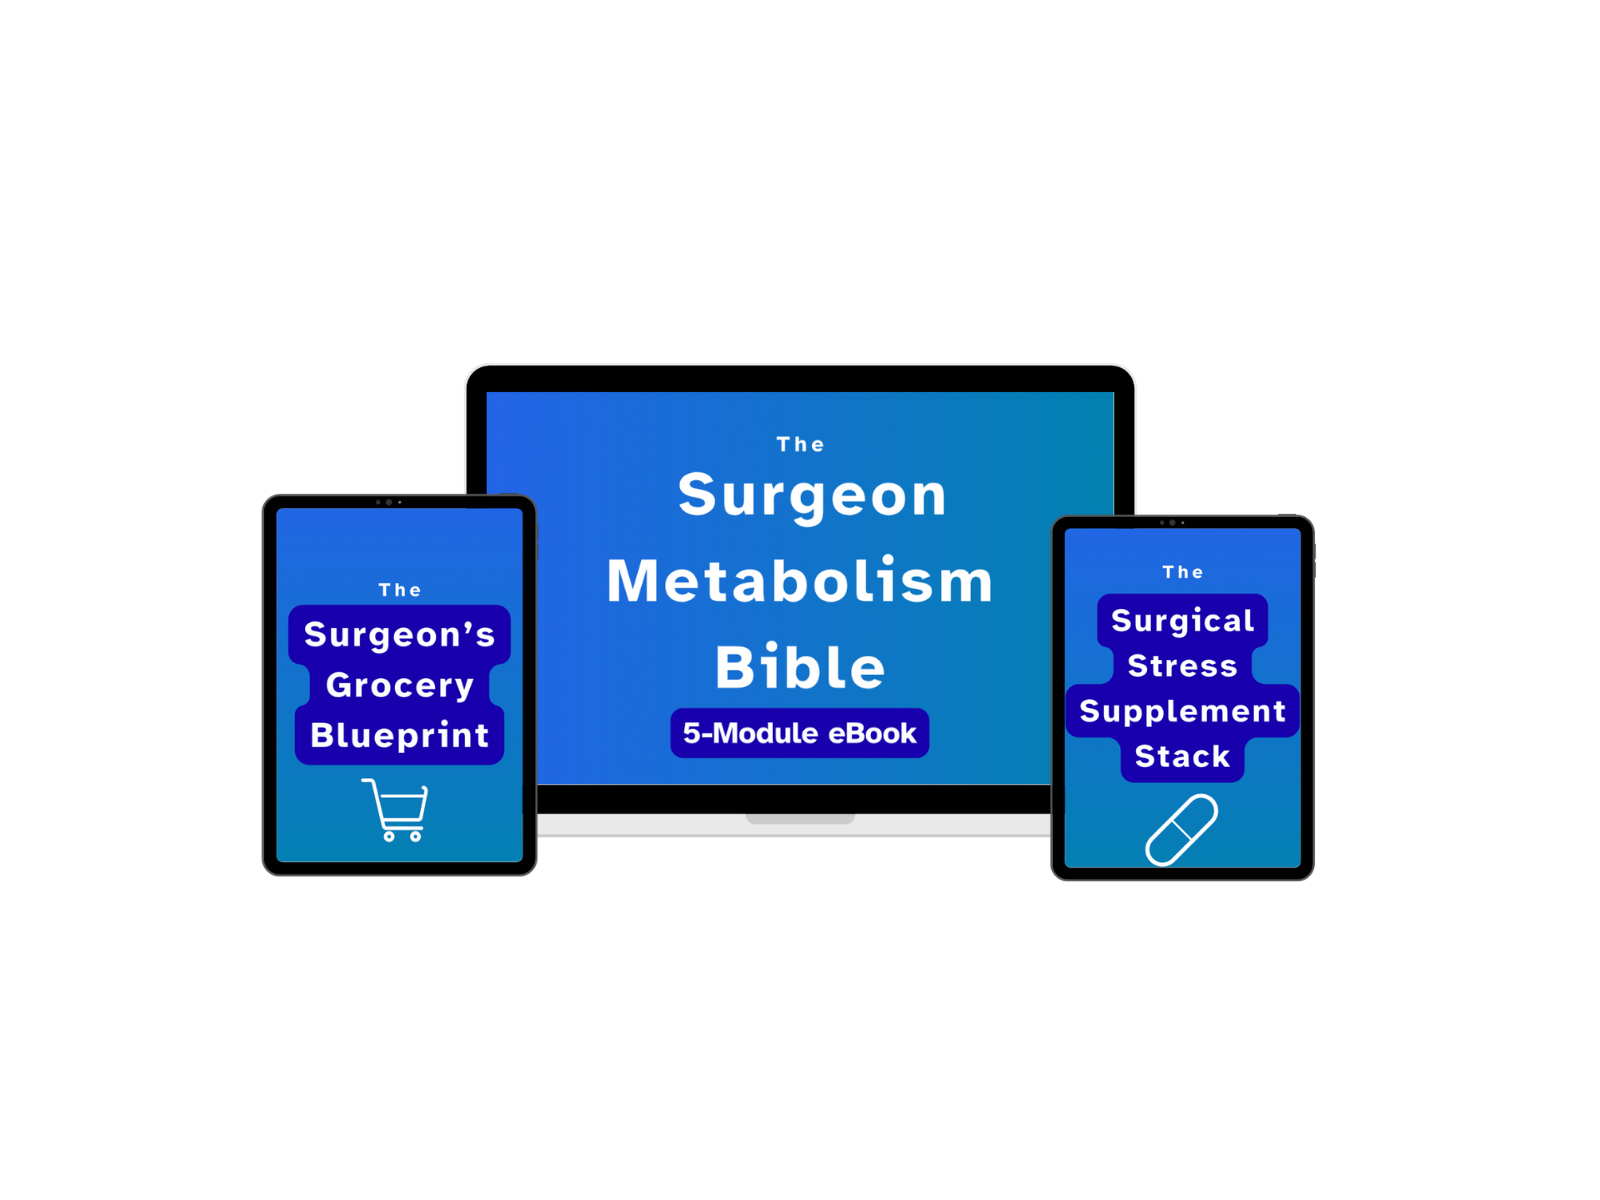 The
Surgeon
Metabolism
Bible
5-Module eBook
The
Surgeon’s
Grocery
Blueprint
The
Surgical
Stress
Supplement
Stack